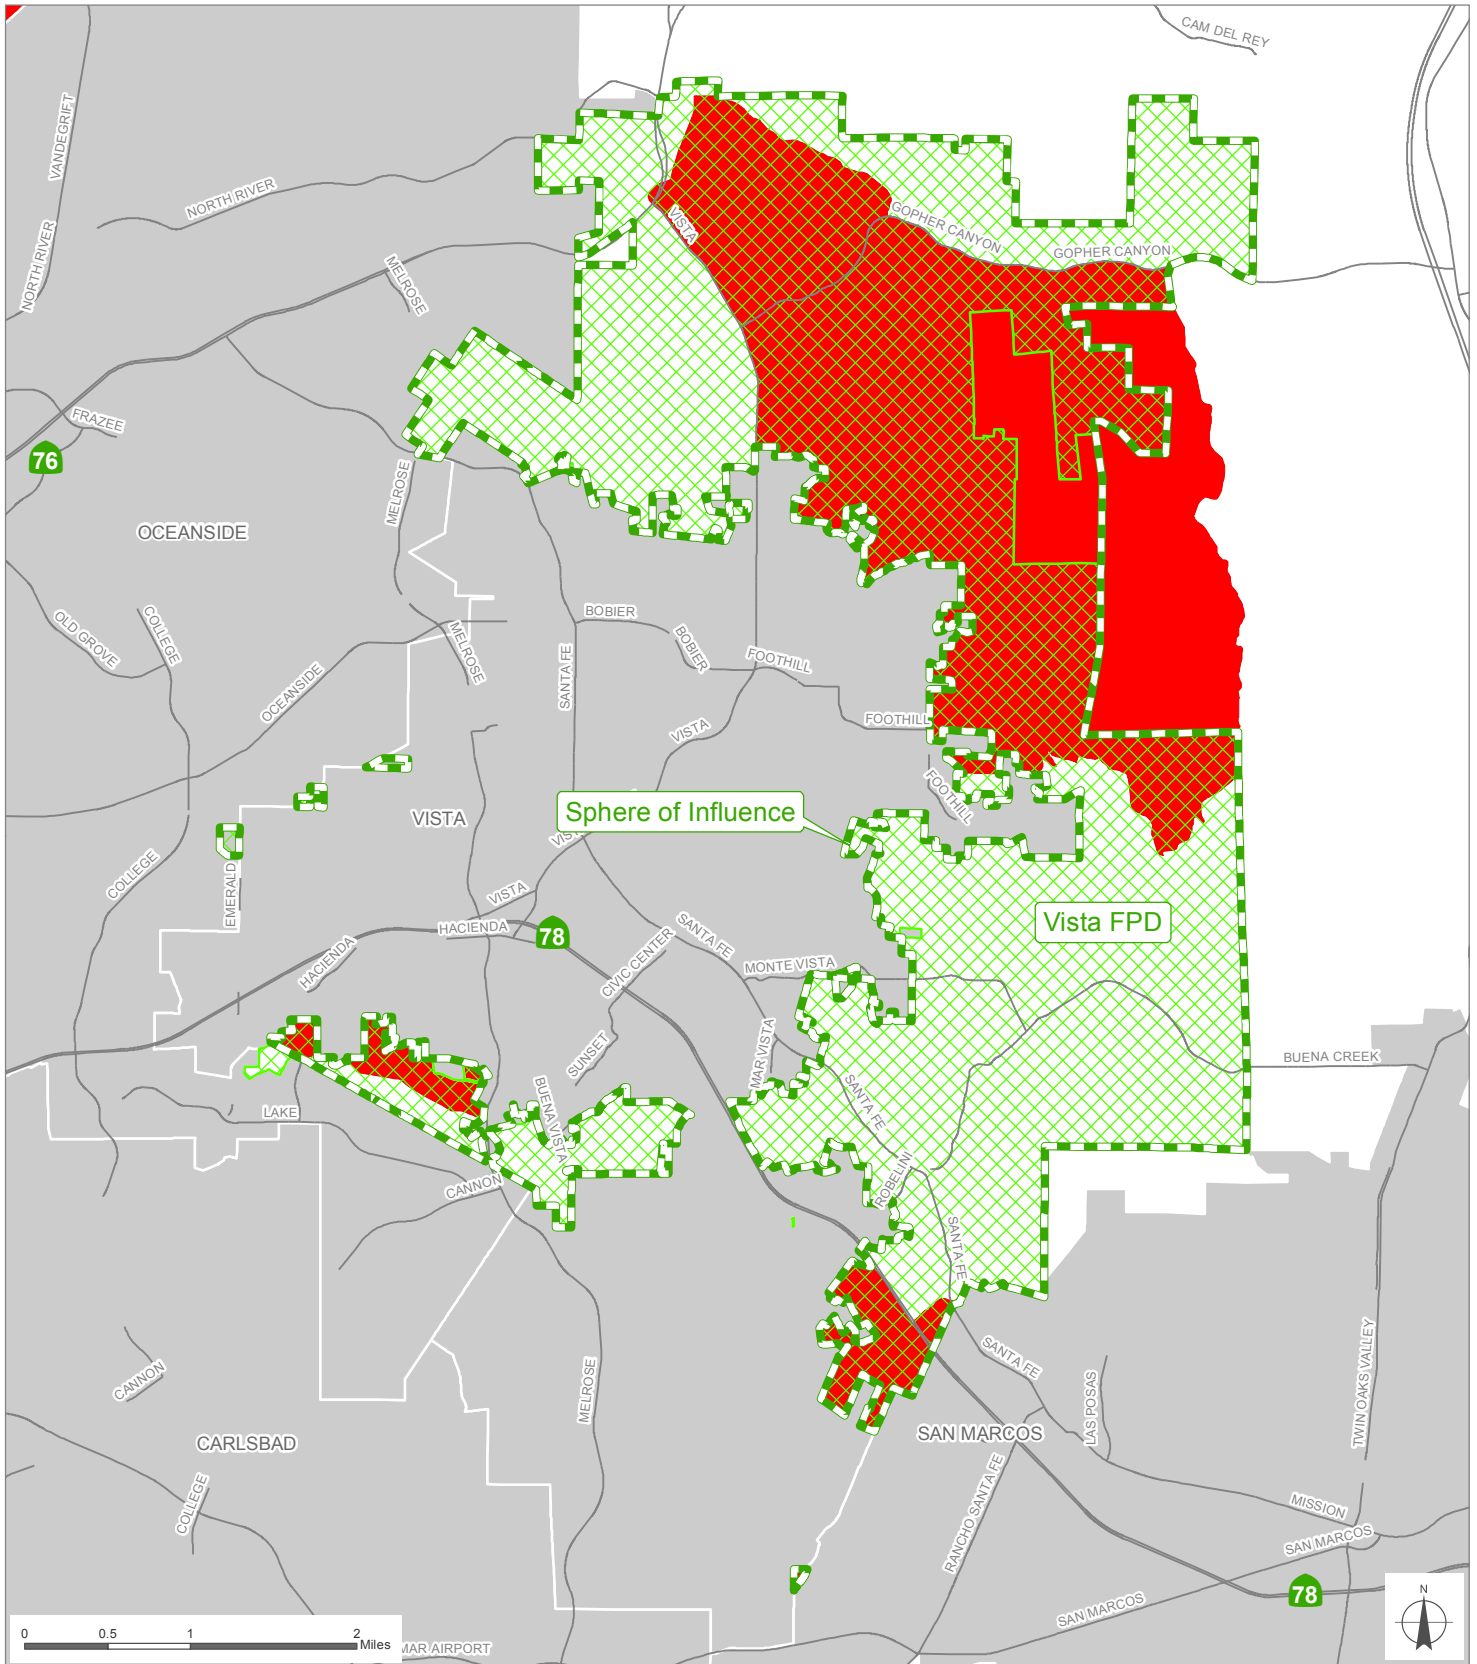 CAM DEL REY
VANDEGRIFT
NORTH RIVER
VISTA
GOPHER CANYON
GOPHER CANYON
NORTH RIVER
MELROSE
FRAZEE
76
MELROSE
OCEANSIDE
OLD GROVE
COLLEGE
BOBIER
BOBIER
MELROSE
FOOTHILL
SANTA FE
OCEANSIDE
FOOTHILL
VISTA
FOOTHILL
Sphere of Influence
VISTA
COLLEGE
EMERALD
VISTA
Vista FPD
HACIENDA
78
SANTA FE
HACIENDA
CIVIC CENTER
MONTE VISTA
SUNSET
MAR VISTA
BUENA CREEK
SANTA FE
LAKE
BUENA VISTA
CANNON
ROBELINI
SANTA FE
CANNON
SANTA FE
TWIN OAKS VALLEY
MELROSE
LAS POSAS
CARLSBAD
SAN MARCOS
COLLEGE
RANCHO SANTA FE
MISSION
SAN MARCOS
78
SAN MARCOS
N
0 0.5 1 2
Miles
MAR AIRPORT